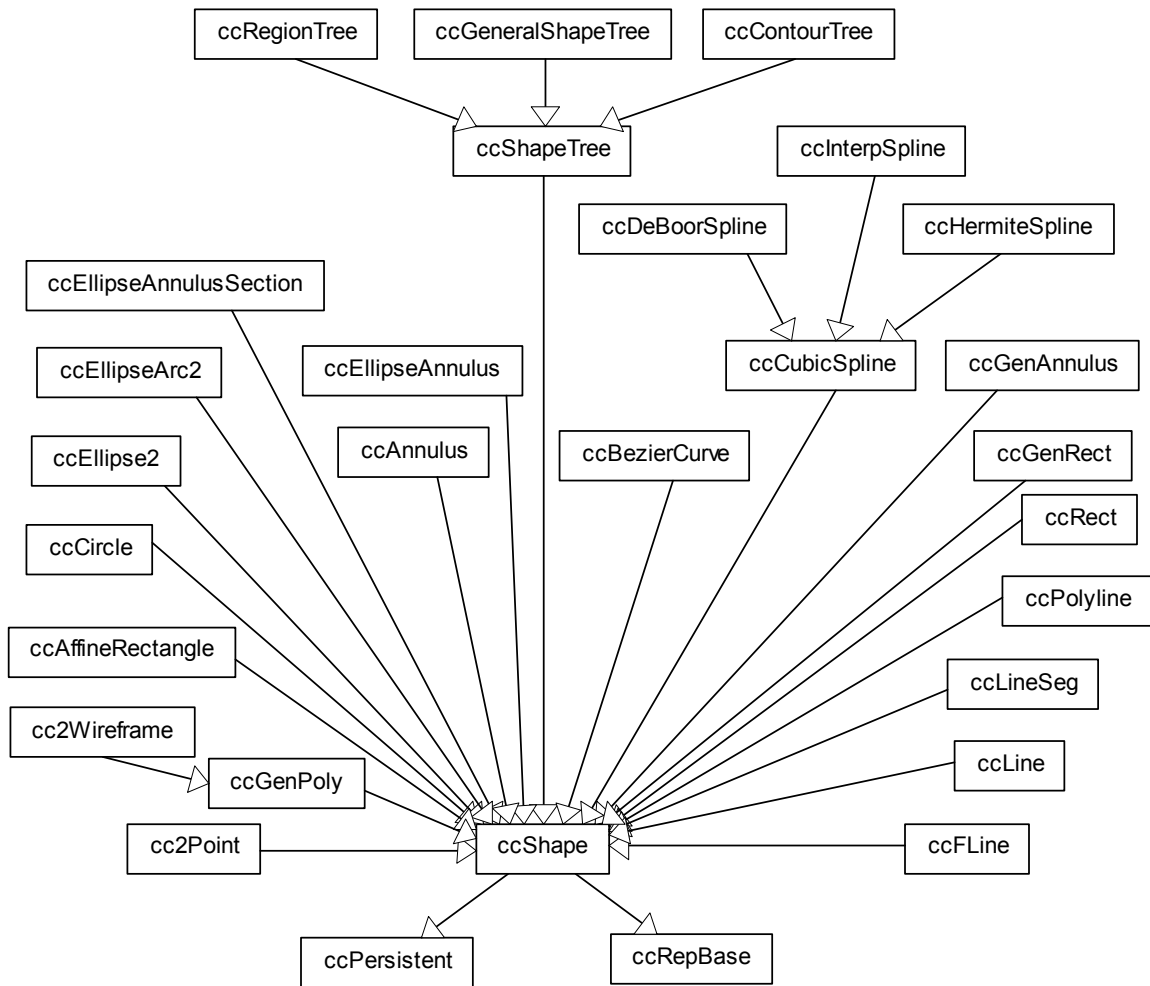 ccRegionTree
ccGeneralShapeTree
ccContourTree
ccShapeTree
ccInterpSpline
ccDeBoorSpline
ccHermiteSpline
ccEllipseAnnulusSection
ccEllipseArc2
ccEllipseAnnulus
ccCubicSpline
ccGenAnnulus
ccEllipse2
ccAnnulus
ccBezierCurve
ccGenRect
ccRect
ccCircle
ccPolyline
ccAffineRectangle
ccLineSeg
cc2Wireframe
ccGenPoly
ccLine
cc2Point
ccShape
ccFLine
ccPersistent
ccRepBase